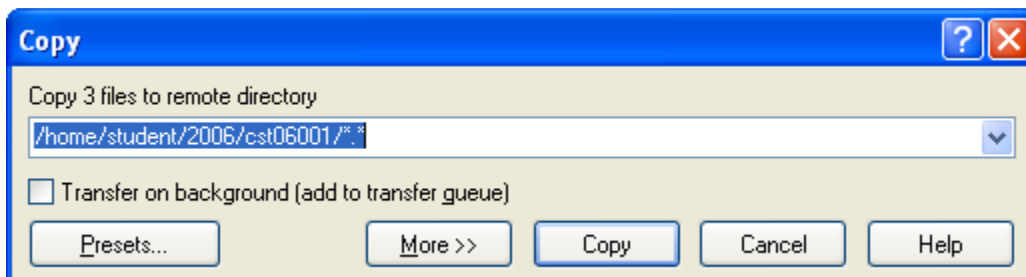 Copy
Copy 3 files to remote directory
/home/student/2006/cst06001/*.*
Transfer on background (add to transfer gueue)
Presets... More >> Copy Cancel Help